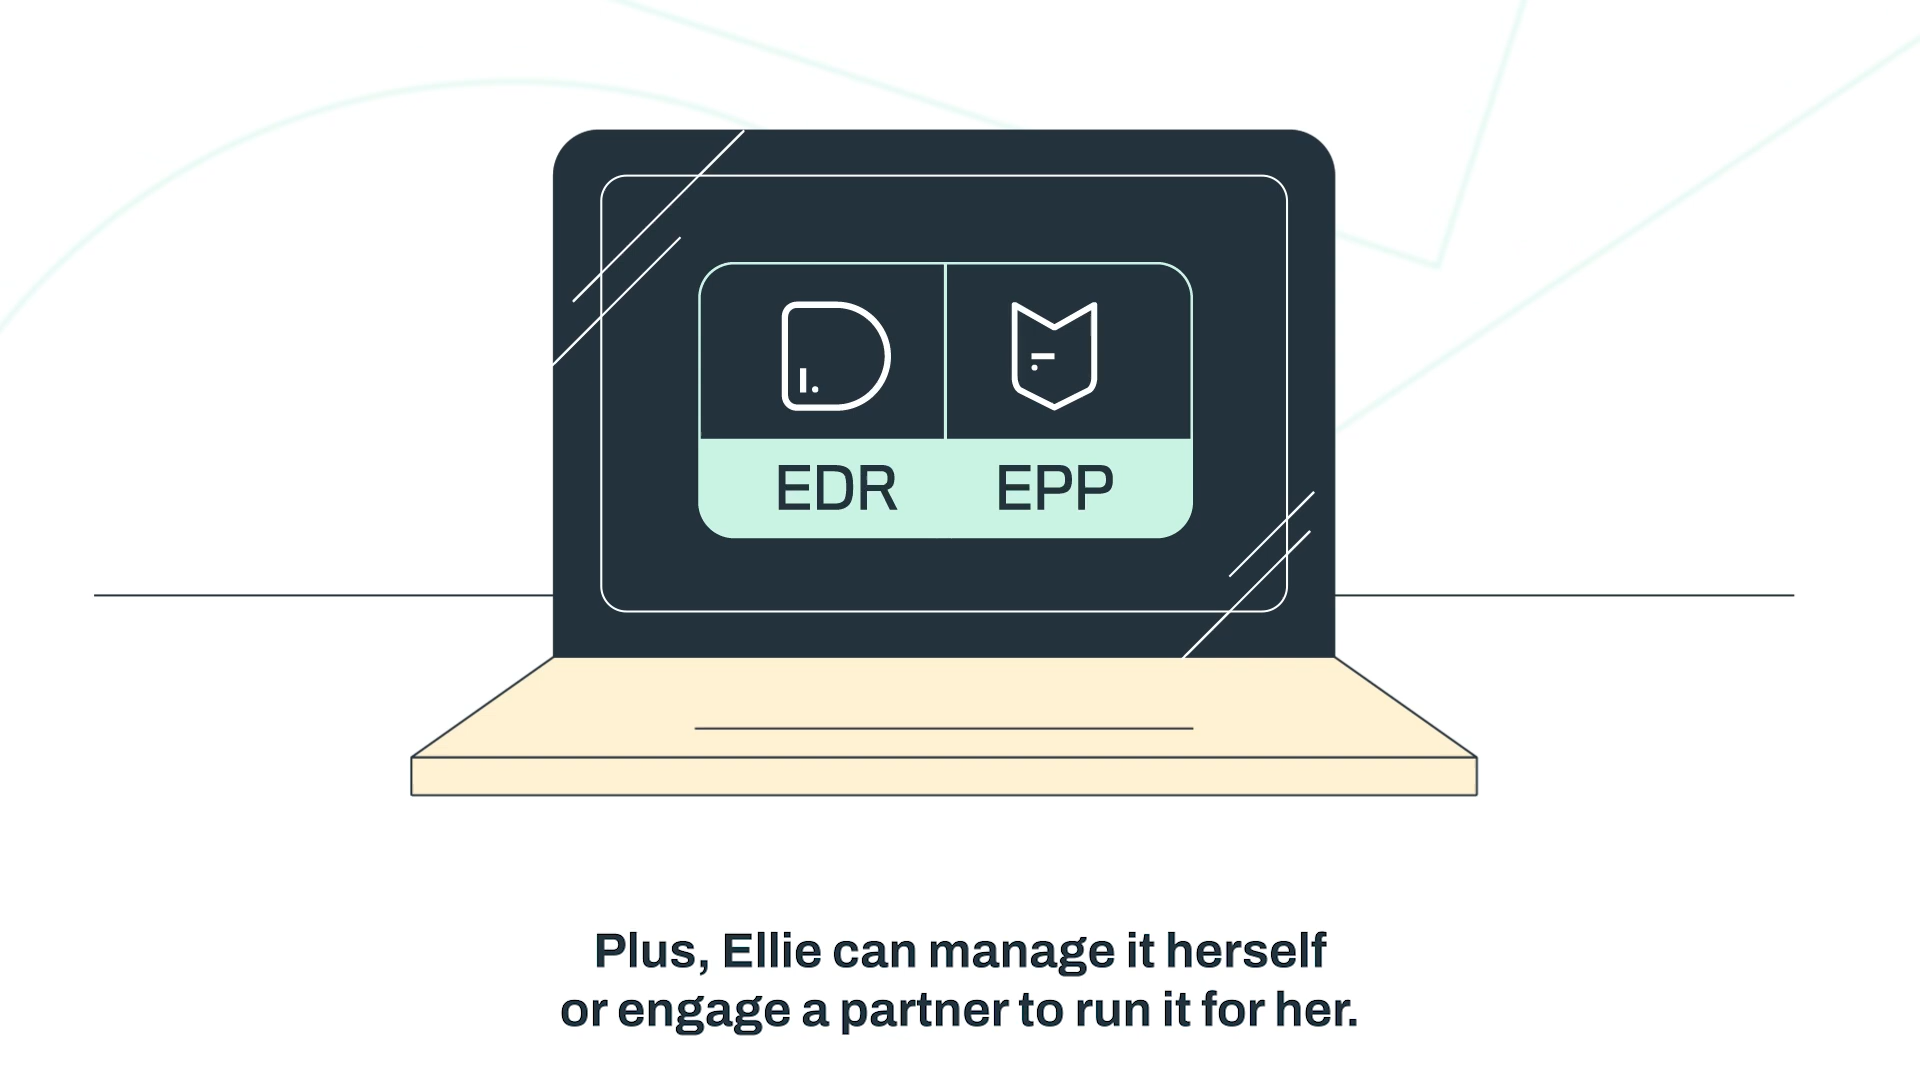 EDR EPP
Plus, Ellie can manage it herself
or engage a partner to run it for her.